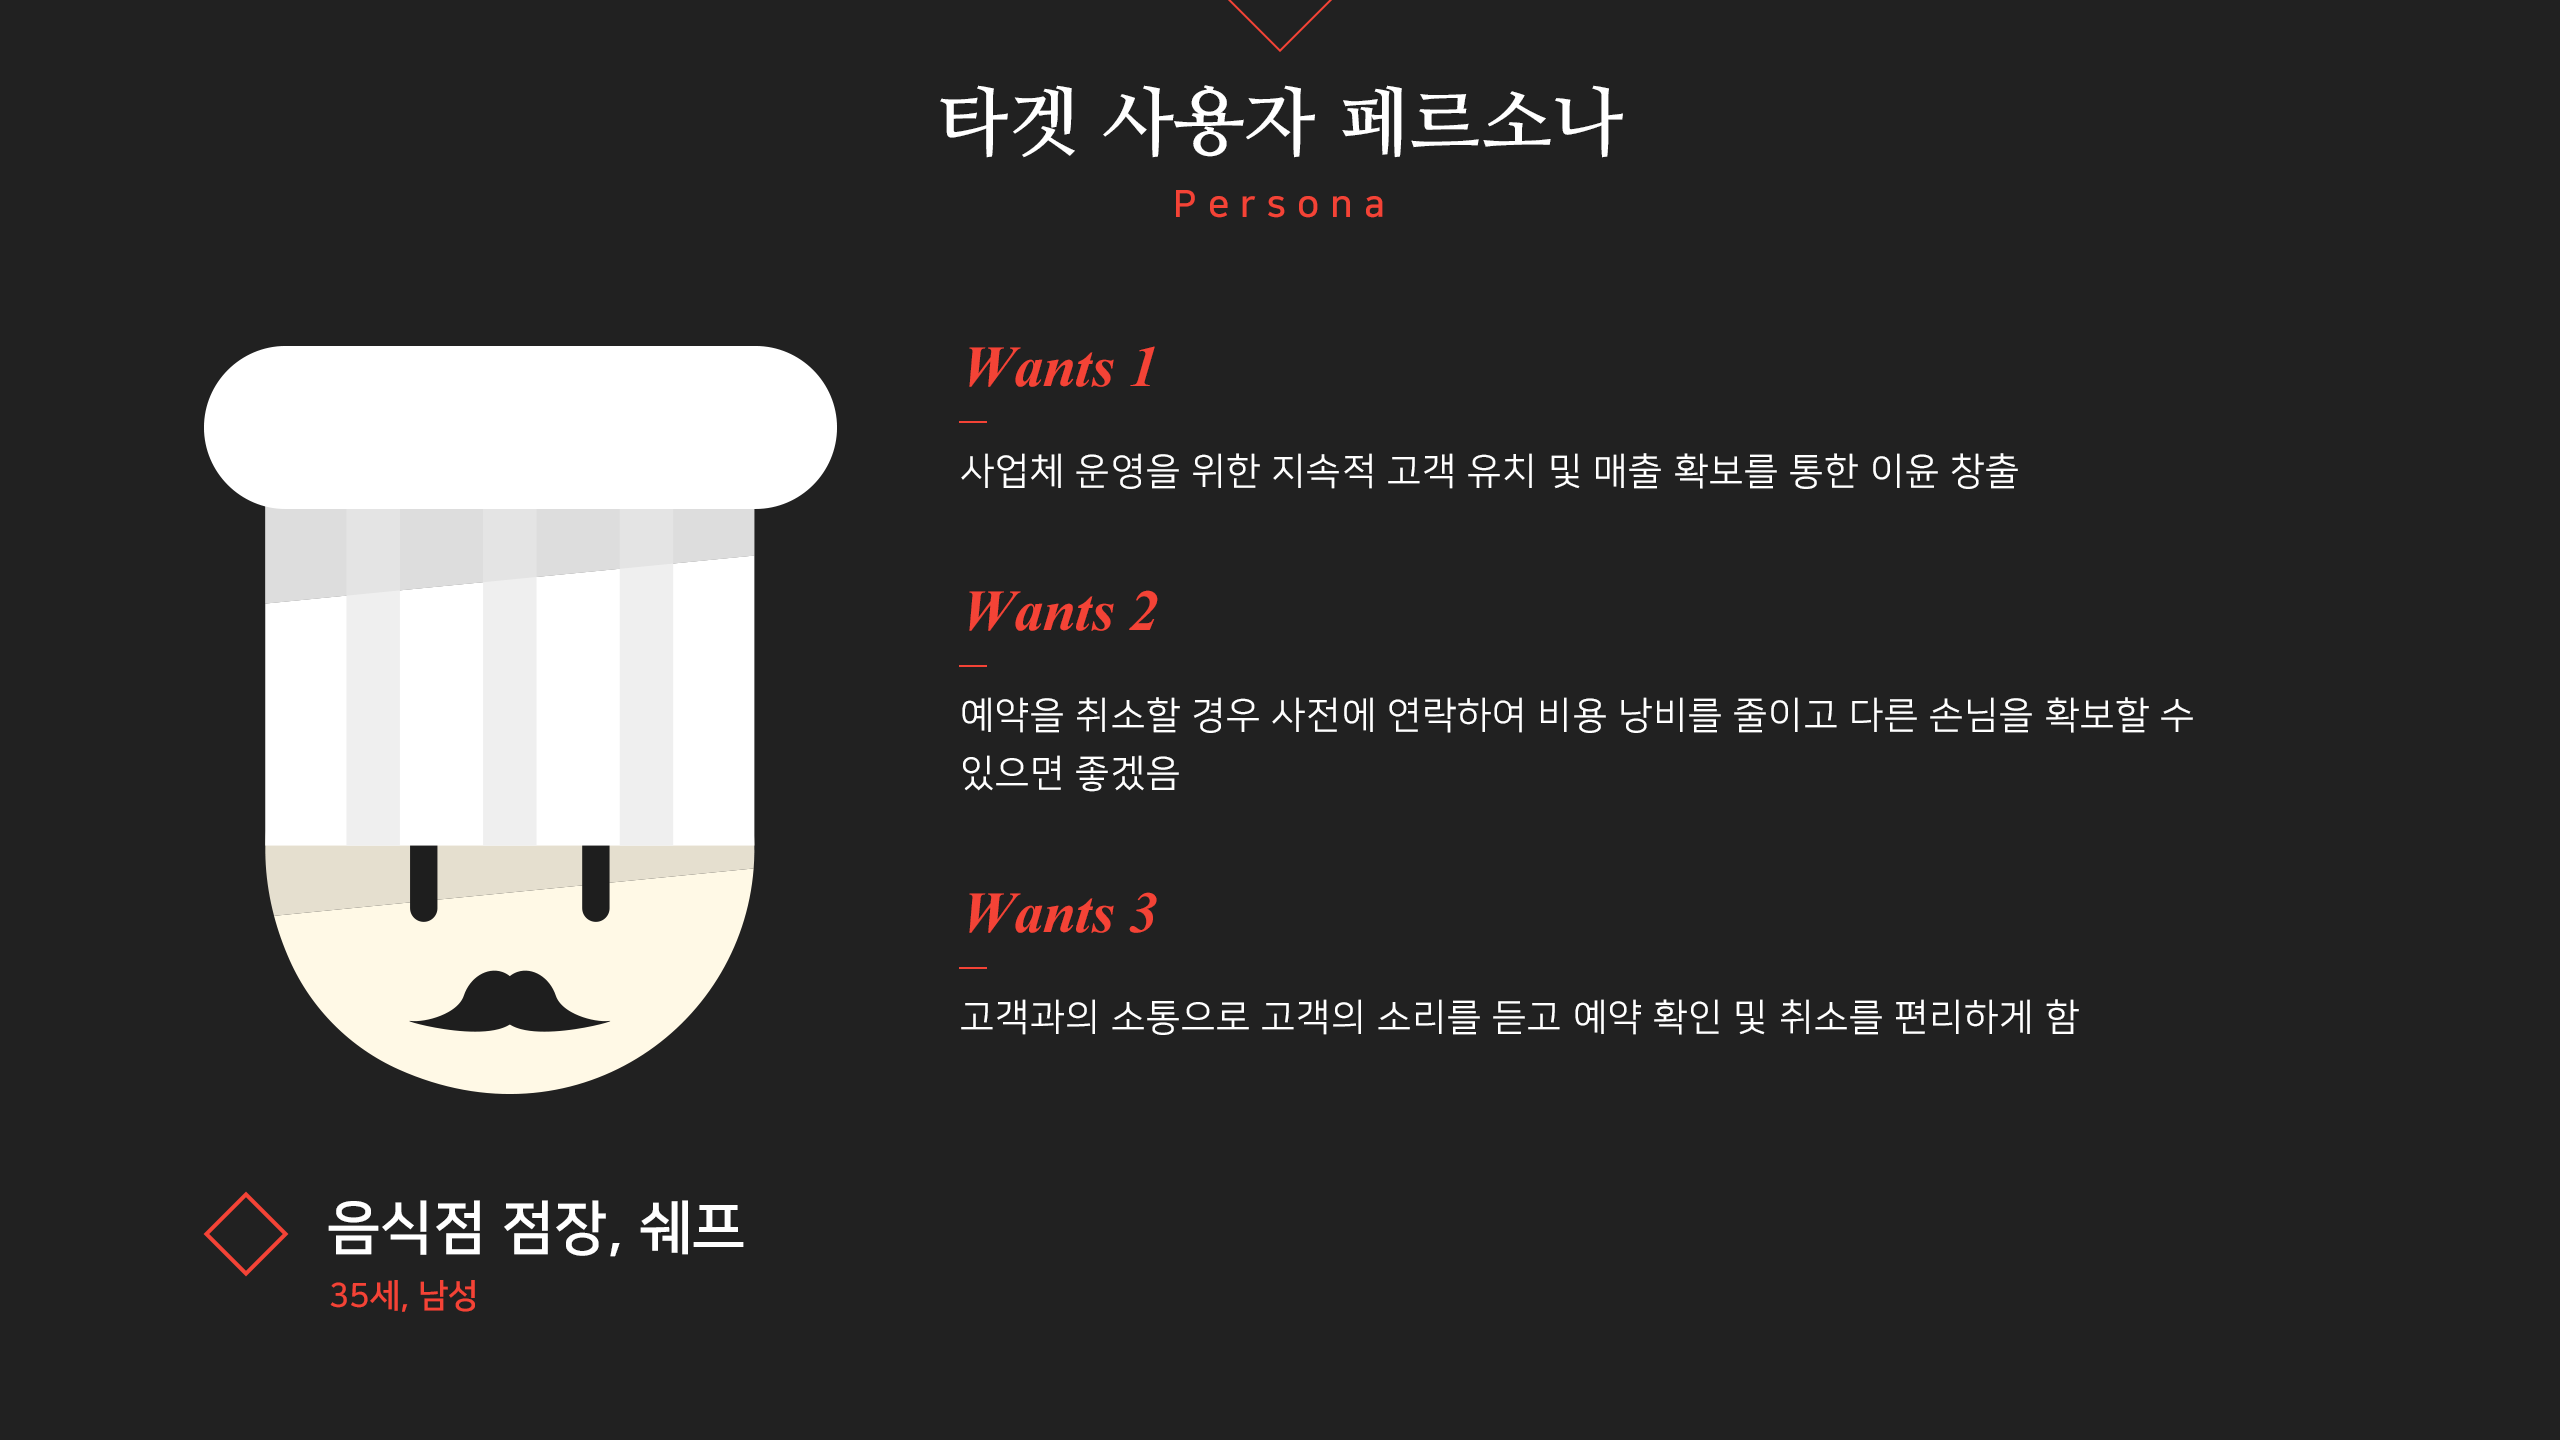 타겟 사용자 페르소나
Persona
Wants 1
사업체 운영을 위한 지속적 고객 유치 및 매출 확보를 통한 이윤 창출
Wants 2
예약을 취소할 경우 사전에 연락하여 비용 낭비를 줄이고 다른 손님을 확보할 수
있으면 좋겠음
Wants 3
고객과의 소통으로 고객의 소리를 듣고 예약 확인 및 취소를 편리하게 함
음식점 점장, 쉐프
35세, 남성